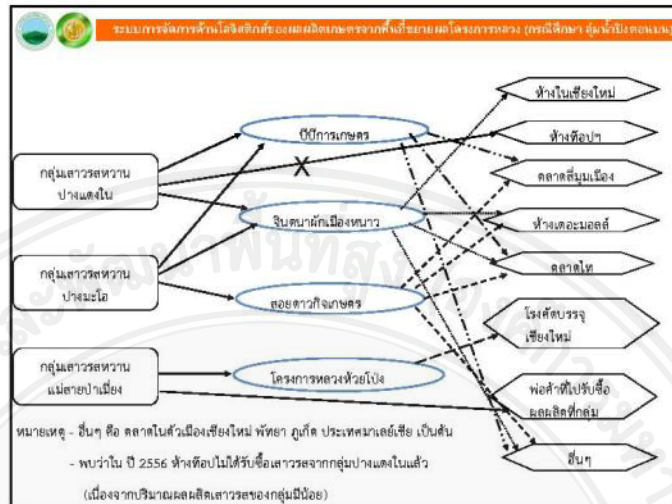 ระบบการจัดการด้านโลจิสติกส์ของผลผลิตเกษตรจากพื้นที่ขยายผลโครงการหลวง (กรณีศึกษา ลุ่มน้ำปิงตอนบน)
ห้างในเชียงใหม่
บีบีการเกษตร
ห้างท๊อปฯ
กลุ่มเสาวรสหวาน
ปางแดงใน
X
ตลาดสี่มุมเมือง
จินตนาผักเมืองหนาว
ห้างเดอะมอลล์
กลุ่มเสาวรสหวาน
ปางมะโอ
ตลาดไท
สอยดาวกิจเกษตร
โรงคัดบรรจุ
เชียงใหม่
กลุ่มเสาวรสหวาน
แม่สายป่าเมี่ยง
โครงการหลวงห้วยโป่ง
พ่อค้าที่ไปรับซื้อ
ผลผลิตที่กลุ่ม
อื่นๆ
หมายเหตุ - อื่นๆ คือ ตลาดในตัวเมืองเชียงใหม่ พัทยา ภูเก็ต ประเทศมาเลย์เซีย เป็นต้น
- พบว่าใน ปี 2556 ห้างท๊อปไม่ได้รับซื้อเสาวรสจากกลุ่มปางแดงในแล้ว
(เนื่องจากปริมาณผลผลิตเสาวรสของกลุ่มมีน้อย)